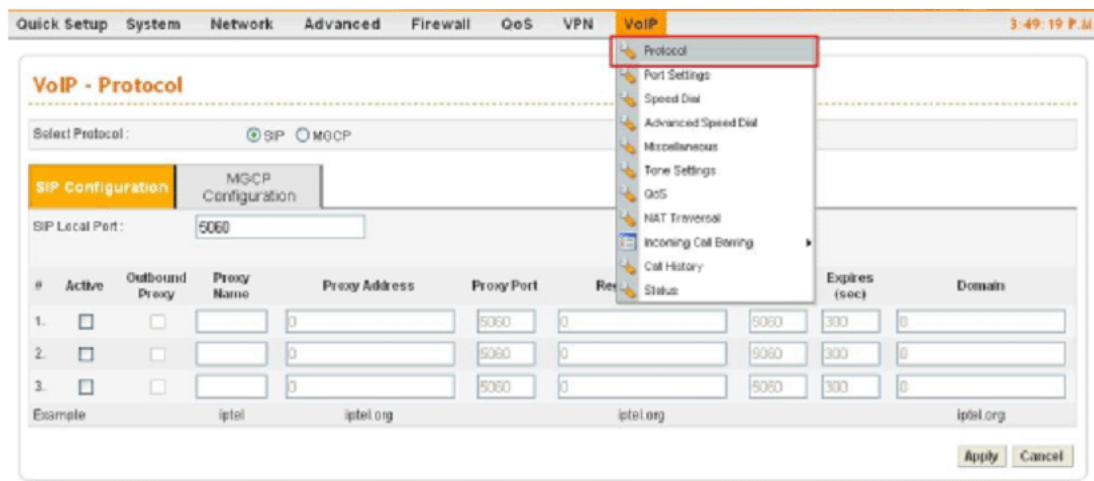 Quick Setup System Network Advanced Firewall QoS VPN VoIP 3:49:19 P.M
Protocol
Port Settings
Speed Dial
Advanced Speed Dial
Miscellaneous
Tone Settings
QoS
NAT Traversal
Incoming Call Barring
Call History
Status
VoIP - Protocol
Select Protocol : SIP MGCP
SIP Configuration MGCP Configuration
SIP Local Port : 5060
# Active Outbound Proxy Proxy Name Proxy Address Proxy Port Expires (sec) Domain
1. 0 5060 0 5060 300 0
2. 0 5060 0 5060 300 0
3. 0 5060 0 5060 300 0
Example iptel iptel.org iptel.org iptel.org
Apply Cancel